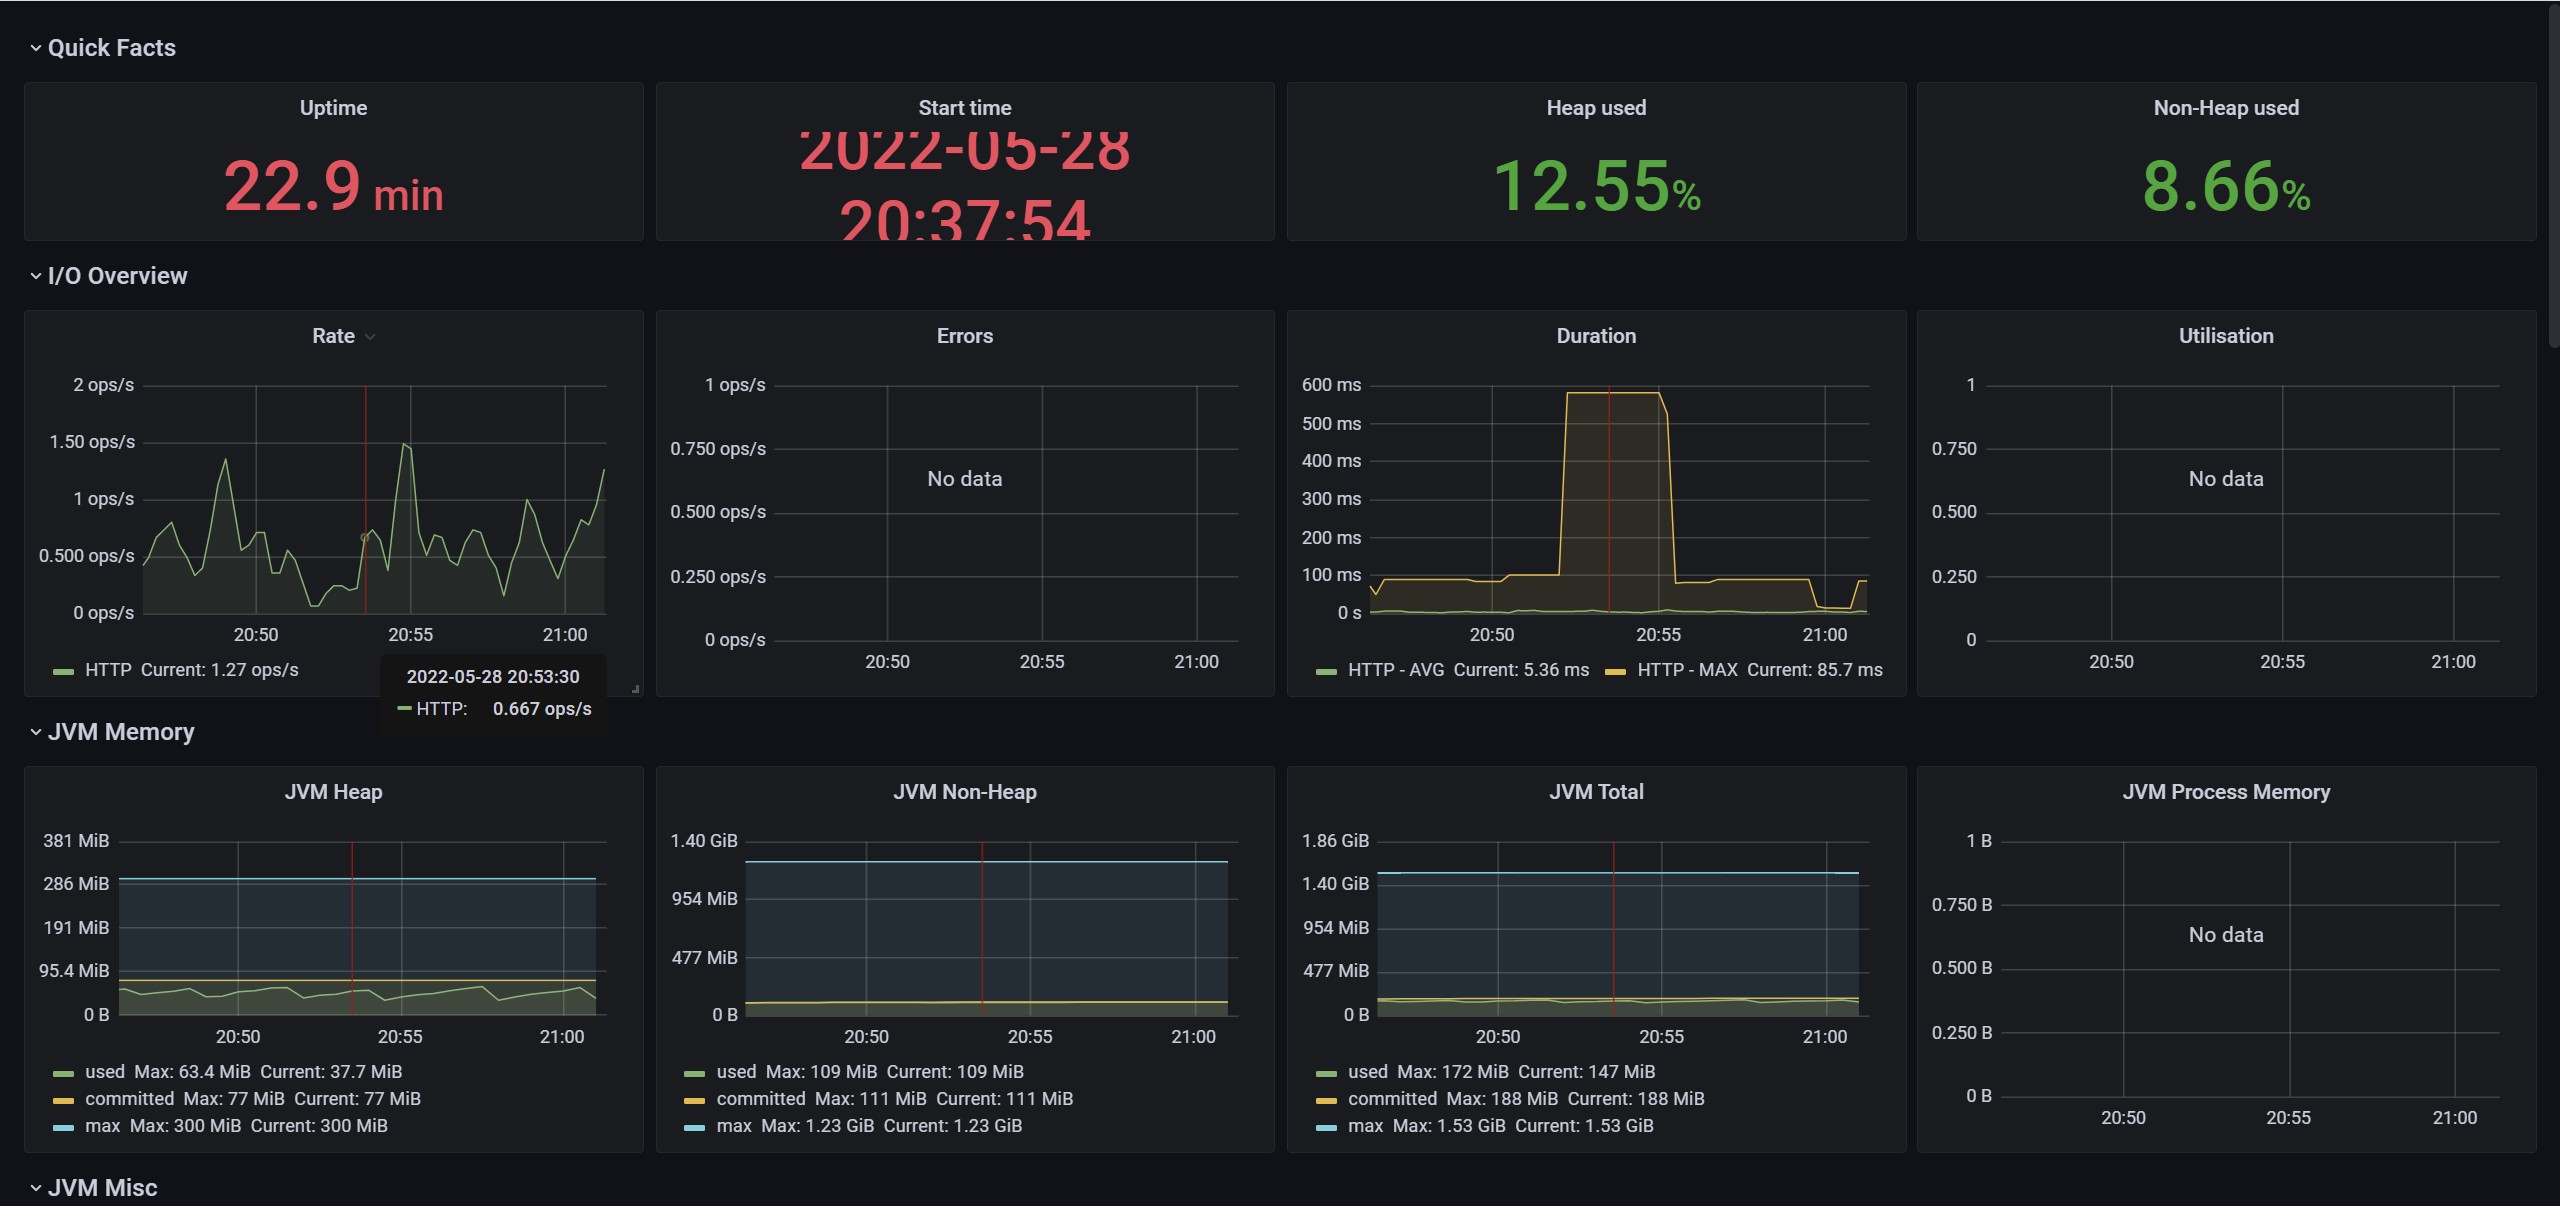 Quick Facts
Uptime
22.9 min
Start time
2022-05-28
20:37:54
Heap used
12.55%
Non-Heap used
8.66%
I/O Overview
Rate
2 ops/s
1.50 ops/s
1 ops/s
0.500 ops/s
0 ops/s
20:50 20:55 21:00
HTTP Current: 1.27 ops/s
2022-05-28 20:53:30
HTTP: 0.667 ops/s
Errors
1 ops/s
0.750 ops/s
No data
0.500 ops/s
0.250 ops/s
0 ops/s
20:50 20:55 21:00
Duration
600 ms
500 ms
400 ms
300 ms
200 ms
100 ms
0 s
20:50 20:55 21:00
HTTP - AVG Current: 5.36 ms HTTP - MAX Current: 85.7 ms
Utilisation
1
0.750
No data
0.500
0.250
0
20:50 20:55 21:00
JVM Memory
JVM Heap
381 MiB
286 MiB
191 MiB
95.4 MiB
0 B
20:50 20:55 21:00
used Max: 63.4 MiB Current: 37.7 MiB
committed Max: 77 MiB Current: 77 MiB
max Max: 300 MiB Current: 300 MiB
JVM Non-Heap
1.40 GiB
954 MiB
477 MiB
0 B
20:50 20:55 21:00
used Max: 109 MiB Current: 109 MiB
committed Max: 111 MiB Current: 111 MiB
max Max: 1.23 GiB Current: 1.23 GiB
JVM Total
1.86 GiB
1.40 GiB
954 MiB
477 MiB
0 B
20:50 20:55 21:00
used Max: 172 MiB Current: 147 MiB
committed Max: 188 MiB Current: 188 MiB
max Max: 1.53 GiB Current: 1.53 GiB
JVM Process Memory
1 B
0.750 B
No data
0.500 B
0.250 B
0 B
20:50 20:55 21:00
JVM Misc